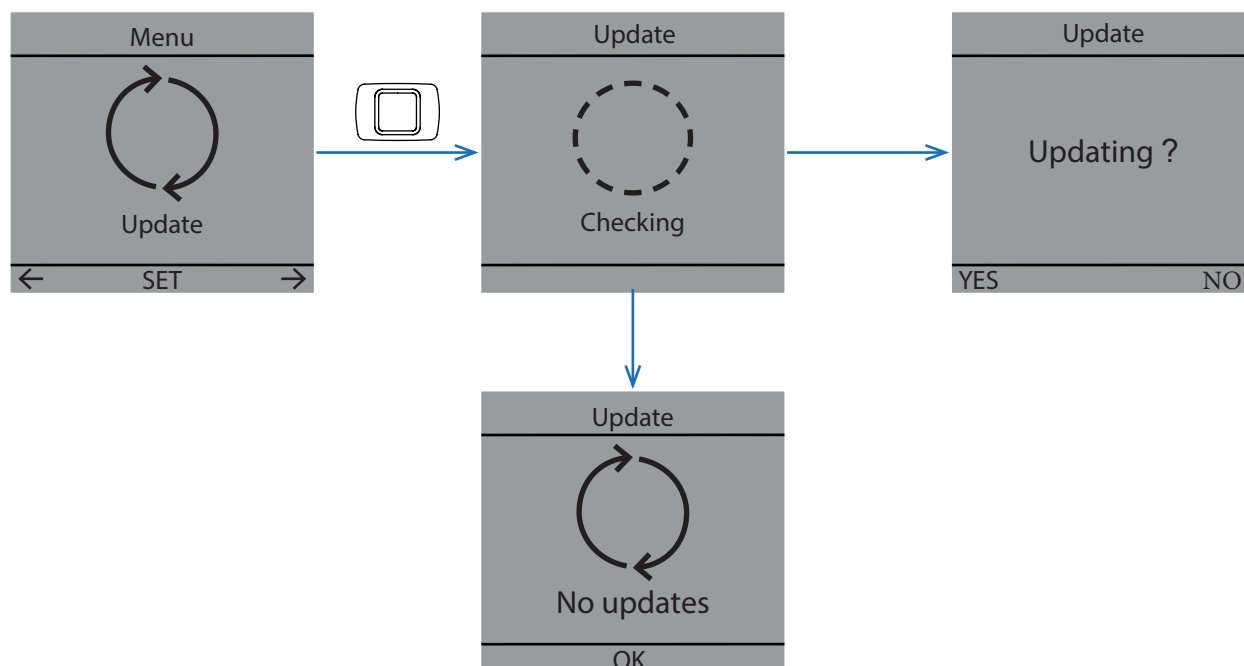 Menu
Update
← SET →
Update
Checking
Update
Updating ?
YES NO
Update
No updates
OK